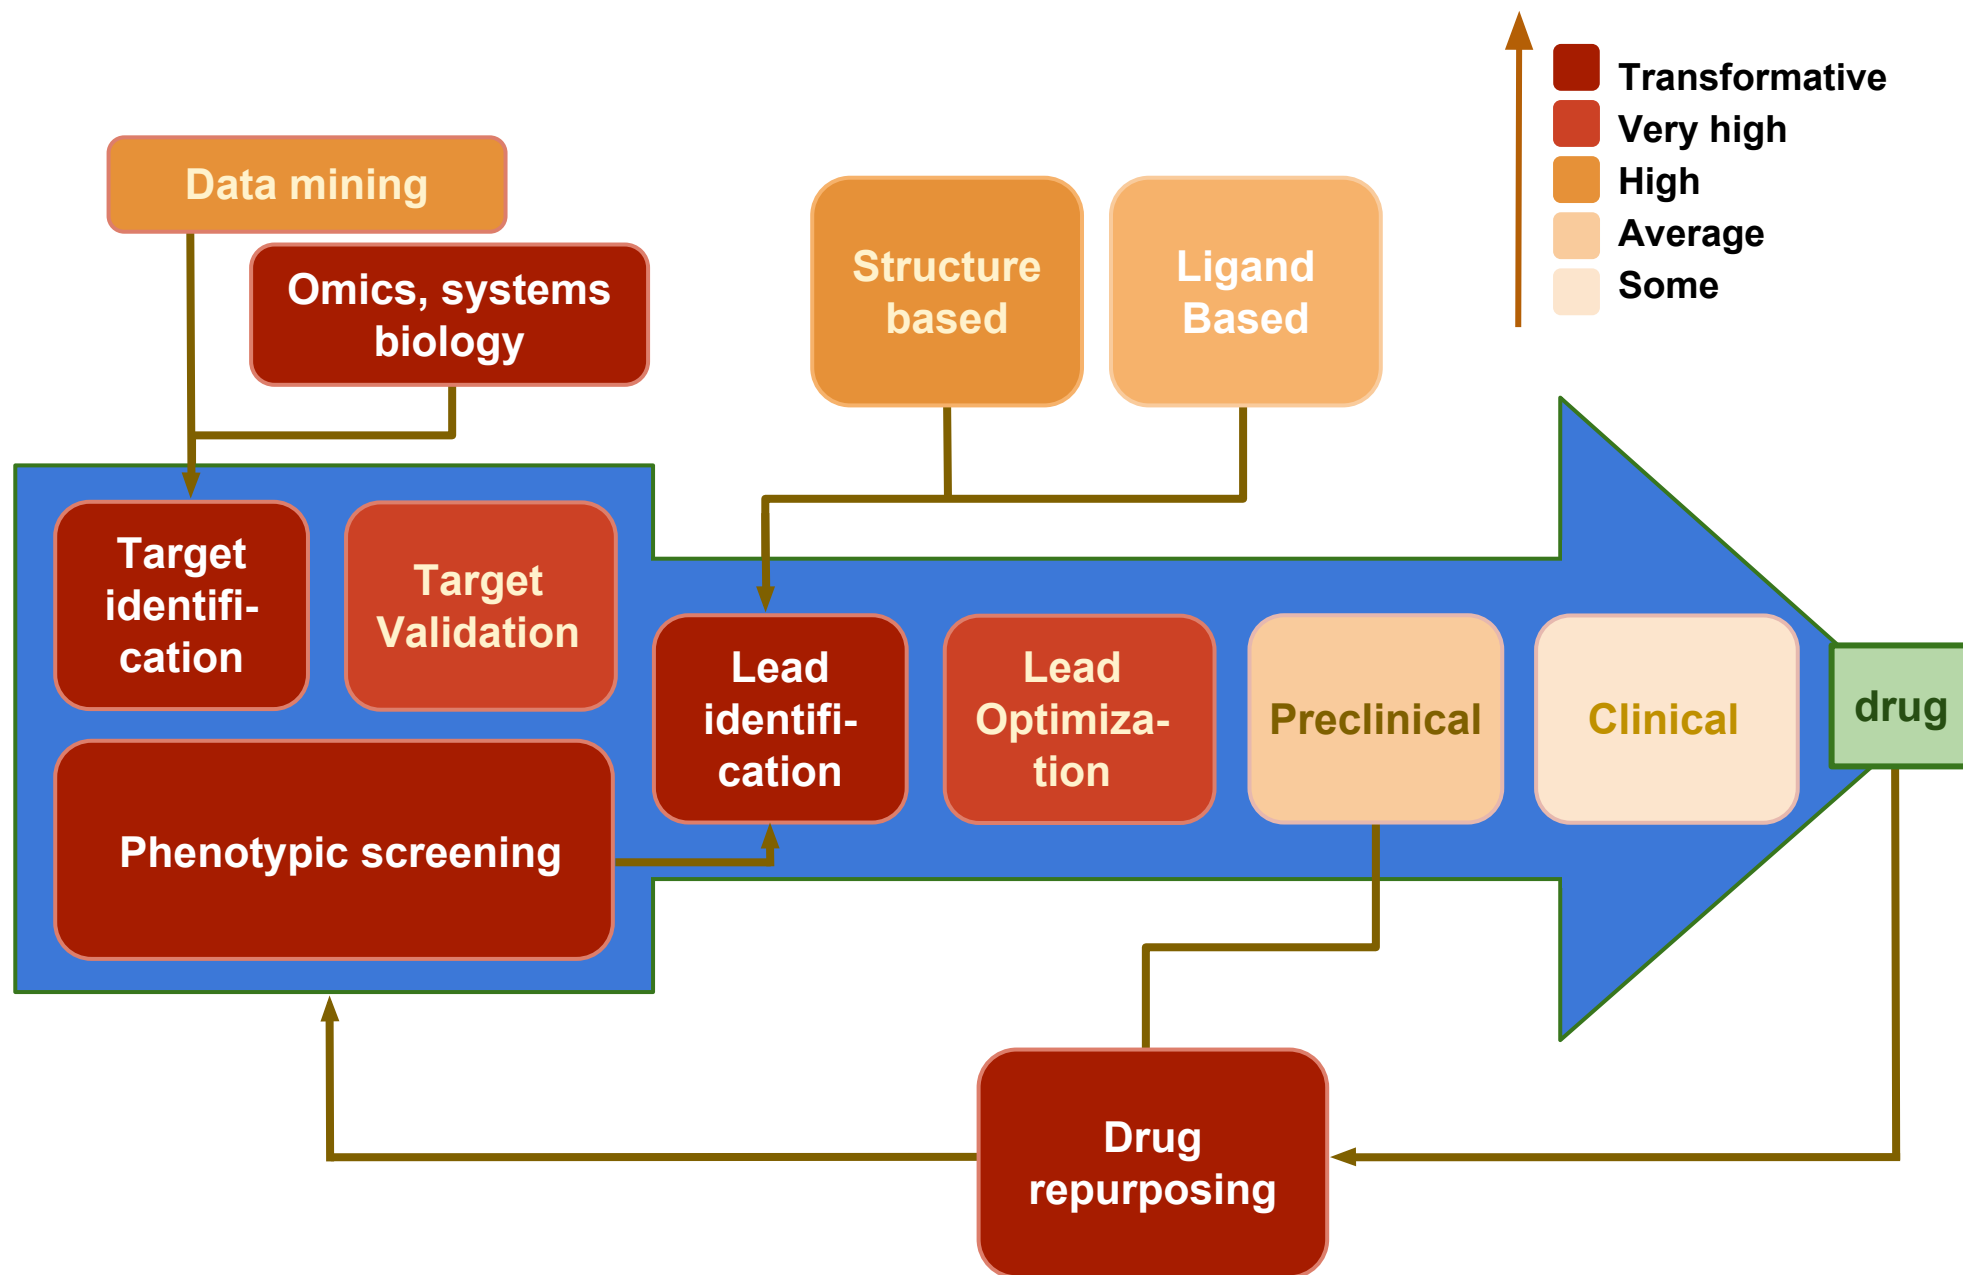 Transformative
Very high
High
Average
Some
Data mining
Omics, systems
biology
Structure
based
Ligand
Based
Target
identifi-
cation
Target
Validation
Phenotypic screening
Lead
identifi-
cation
Lead
Optimiza-
tion
Preclinical
Clinical
drug
Drug
repurposing